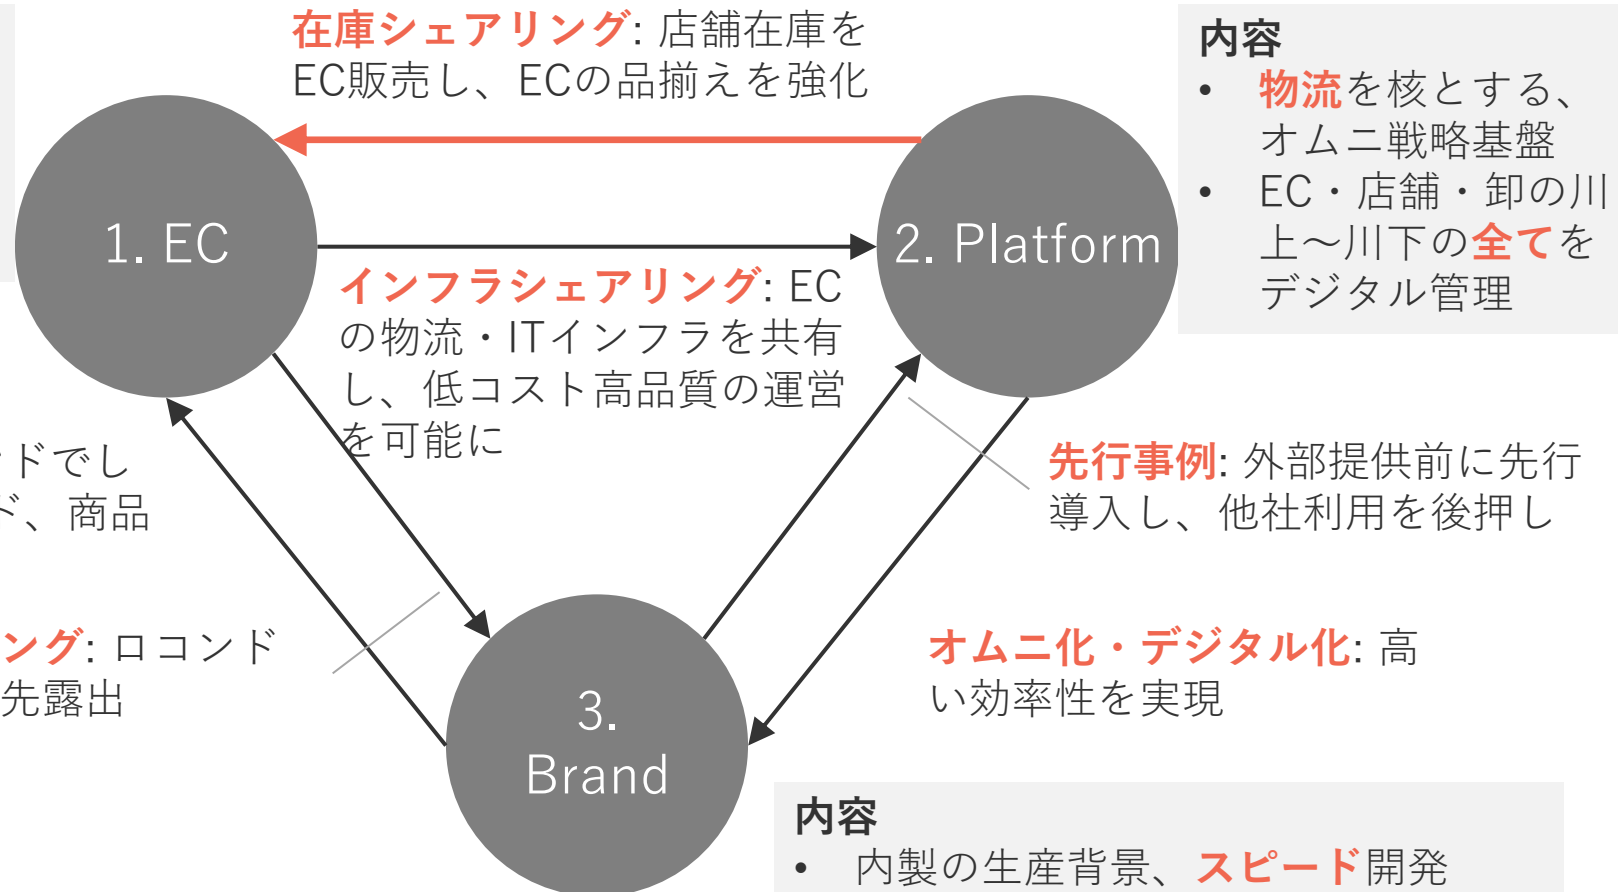 在庫シェアリング: 店舗在庫を
EC販売し、ECの品揃えを強化
内容
• 物流を核とする、
オムニ戦略基盤
• EC・店舗・卸の川
上～川下の全てを
デジタル管理
1. EC
2. Platform
インフラシェアリング: EC
の物流・ITインフラを共有
し、低コスト高品質の運営
を可能に
ドでし
ド、商品
先行事例: 外部提供前に先行
導入し、他社利用を後押し
ング: ロコンド
先露出
オムニ化・デジタル化: 高
い効率性を実現
3.
Brand
内容
• 内製の生産背景、スピード開発